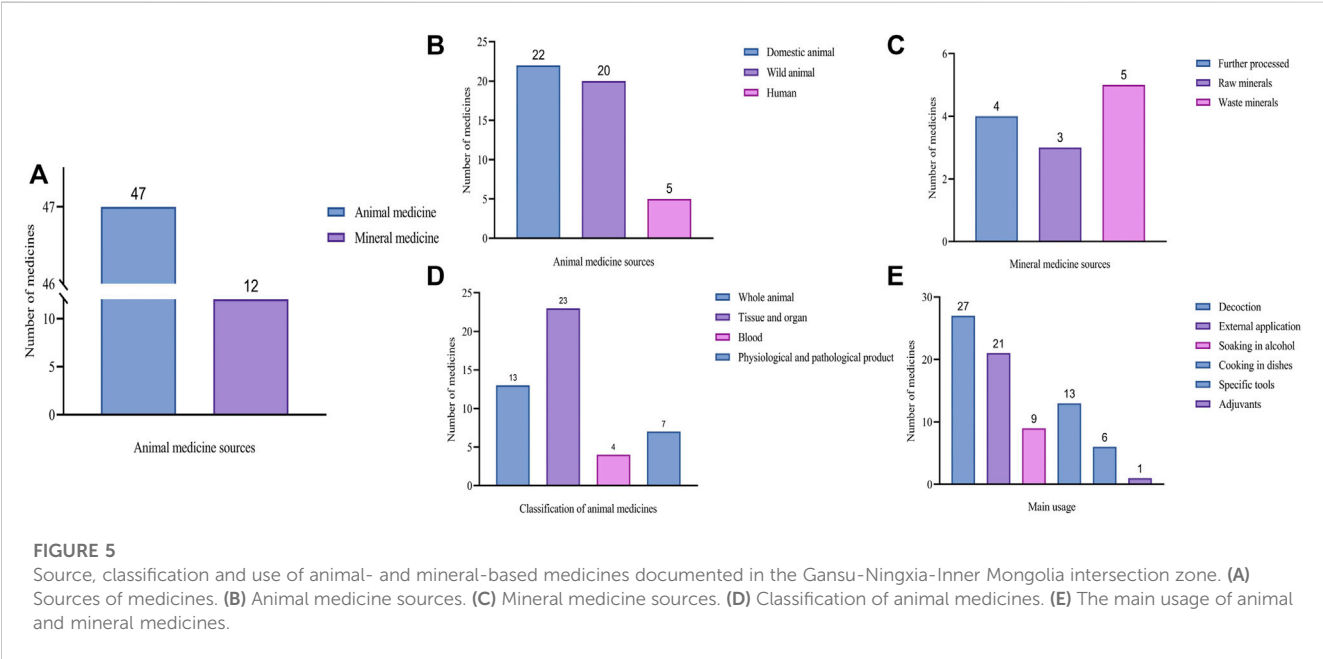 A
Number of medicines
47
46
10
5
0
47
12
Animal medicine
Mineral medicine
Animal medicine sources
B
Number of medicines
25
20
15
10
5
0
22
20
5
Domestic animal
Wild animal
Human
Animal medicine sources
C
Number of medicines
6
4
2
0
4
3
5
Further processed
Raw minerals
Waste minerals
Mineral medicine sources
D
Number of medicines
25
20
15
10
5
0
13
23
4
7
Whole animal
Tissue and organ
Blood
Physiological and pathological product
Classification of animal medicines
E
Number of medicines
30
20
10
0
27
21
9
13
6
1
Decoction
External application
Soaking in alcohol
Cooking in dishes
Specific tools
Adjuvants
Main usage
FIGURE 5
Source, classification and use of animal- and mineral-based medicines documented in the Gansu-Ningxia-Inner Mongolia intersection zone. (A)
Sources of medicines. (B) Animal medicine sources. (C) Mineral medicine sources. (D) Classification of animal medicines. (E) The main usage of animal
and mineral medicines.